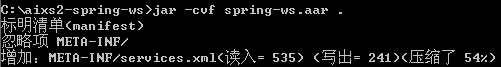 C:\aixs2-spring-ws>jar -cvf spring-ws.aar .
标明清单(manifest)
忽略项 META-INF/
增加: META-INF/services.xml(读入= 535) (写出= 241)(压缩了 54%)